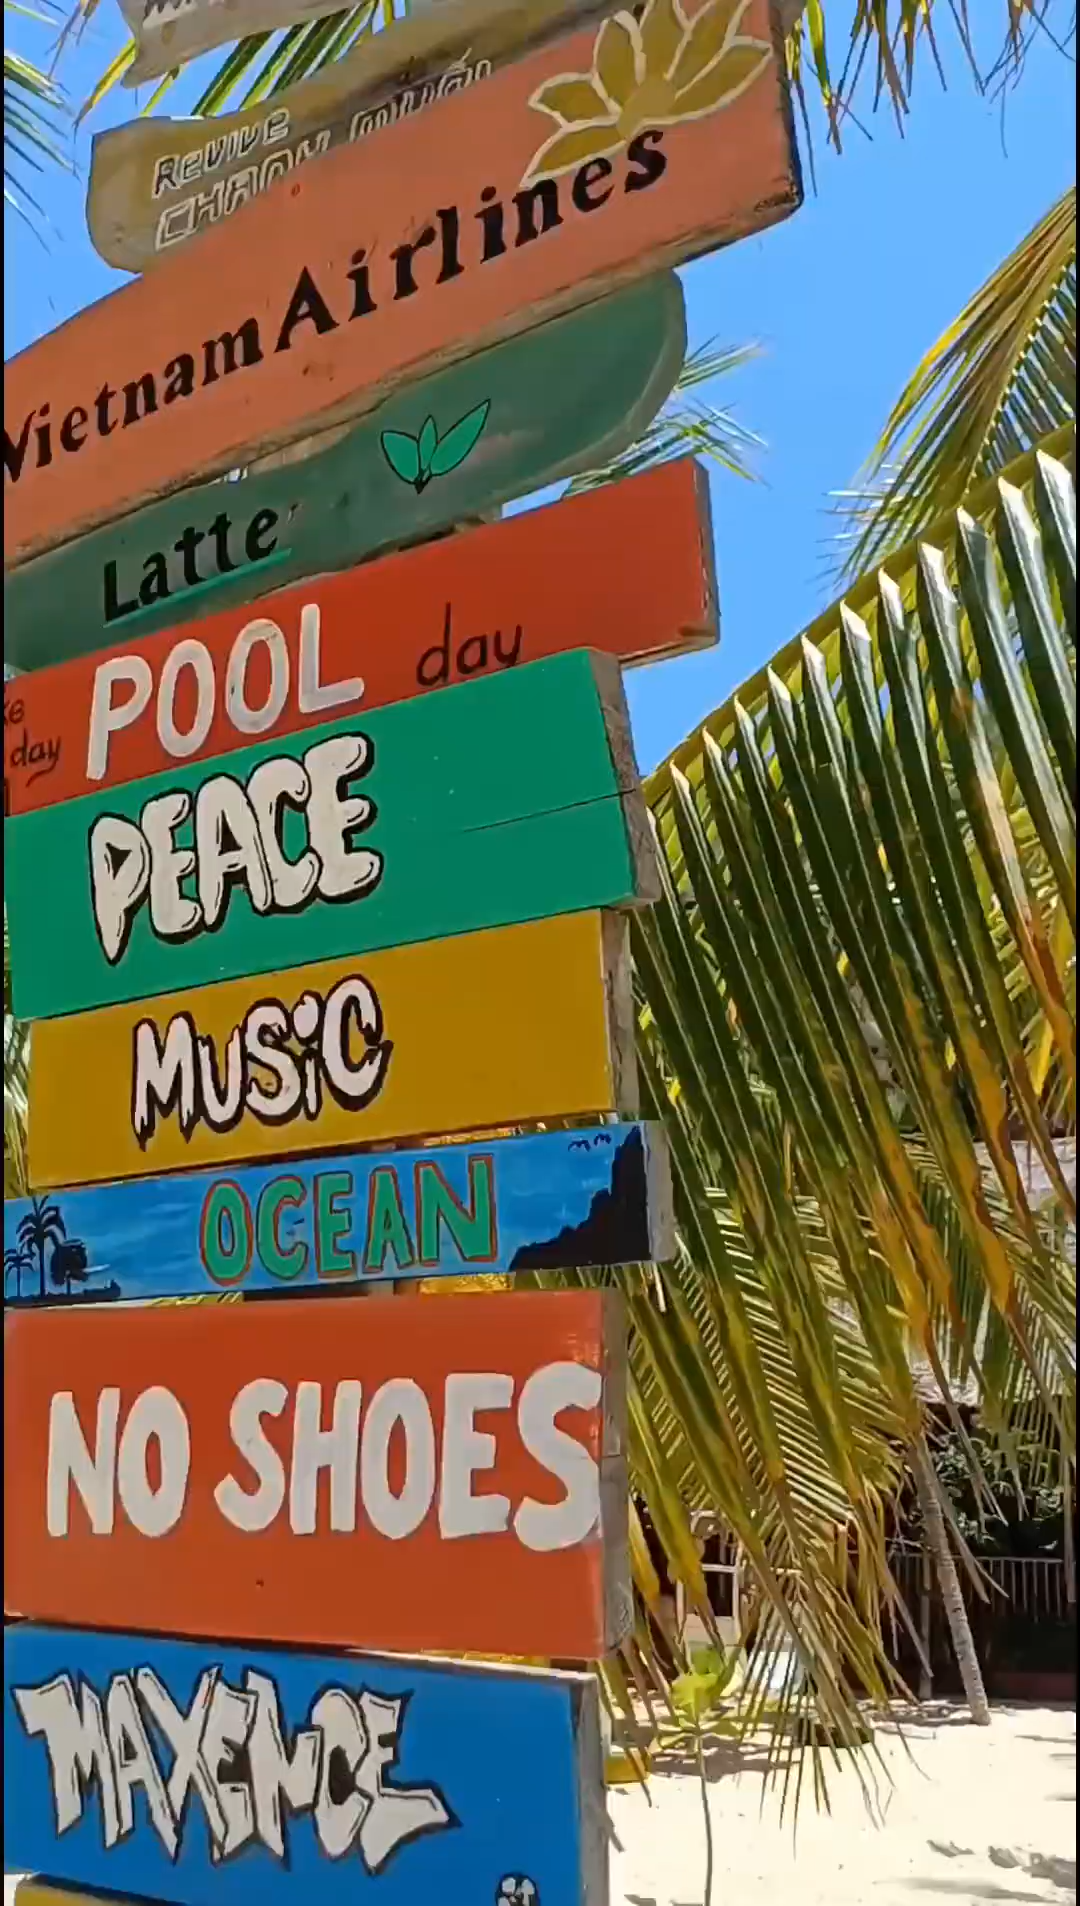 Revive
Vietnam Airlines
Latte
POOL day
day
PEACE
MUSiC
OCEAN
NO SHOES
MAXENCE